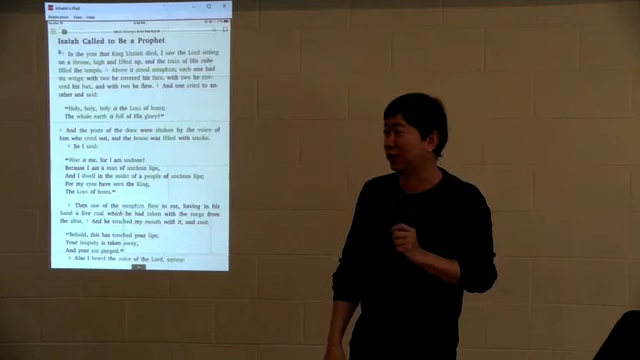 Isaiah Called to Be a Prophet
In the year that King Uzziah died, I saw the Lord sitting
on a throne, high and lifted up, and the train of His robe
filled the temple. Above it stood seraphim; each one had
six wings: with two he covered his face, with two he cov-
ered his feet, and with two he flew. And one cried to an-
other and said:
"Holy, holy, holy is the LORD of hosts;
The whole earth is full of His glory!"
And the posts of the door were shaken by the voice of
him who cried out, and the house was filled with smoke.
So I said:
"Woe is me, for I am undone!
Because I am a man of unclean lips,
And I dwell in the midst of a people of unclean lips;
For my eyes have seen the King,
The LORD of hosts."
Then one of the seraphim flew to me, having in his
hand a live coal which he had taken with the tongs from
the altar. And he touched my mouth with it, and said:
"Behold, this has touched your lips;
Your iniquity is taken away,
And your sin purged."
Also I heard the voice of the Lord, saying: